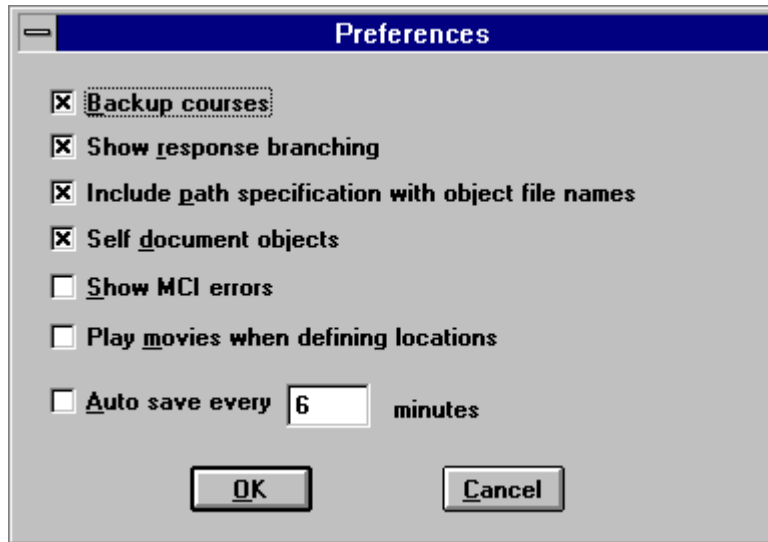 Preferences
Backup courses
Show response branching
Include path specification with object file names
Self document objects
Show MCI errors
Play movies when defining locations
Auto save every 6 minutes
OK Cancel